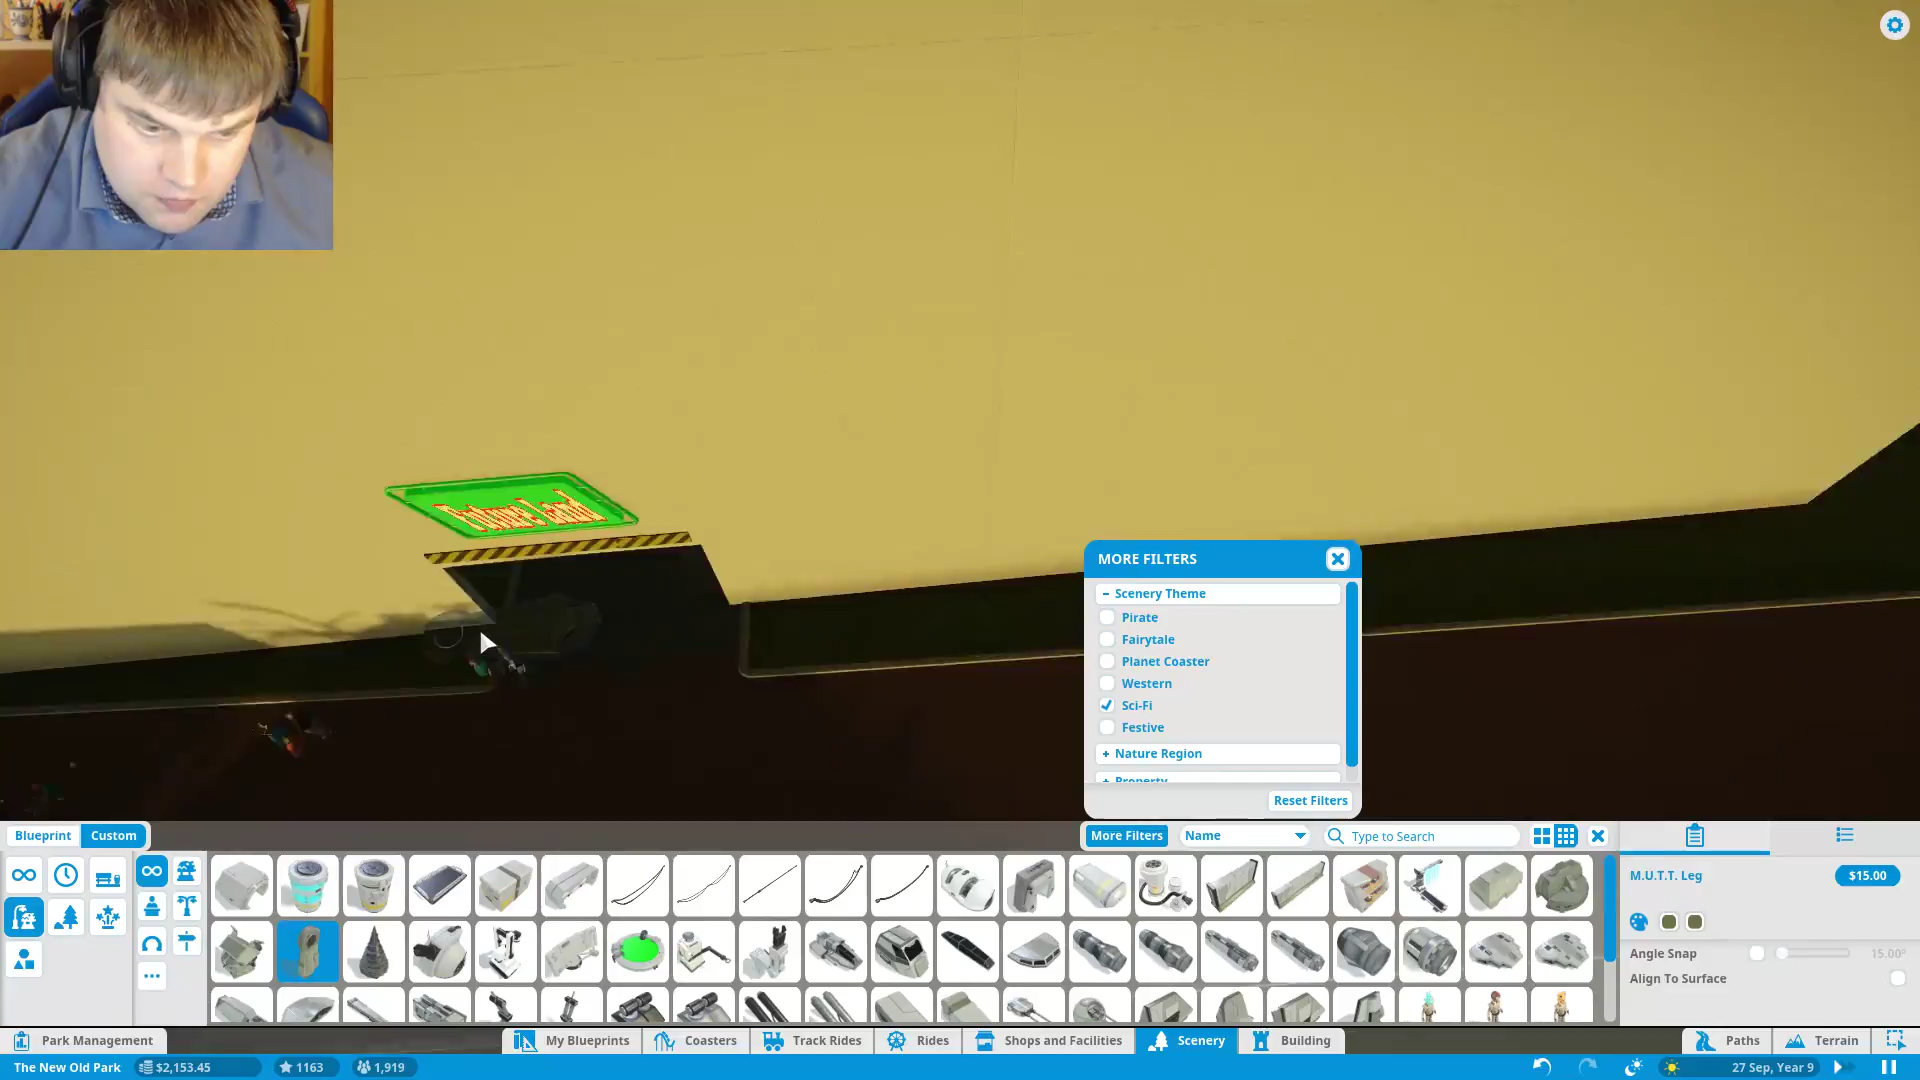 Future Land
MORE FILTERS
− Scenery Theme
Pirate
Fairytale
Planet Coaster
Western
Sci-Fi
Festive
+ Nature Region
+ Property
Reset Filters
Blueprint Custom
More Filters Name Type to Search
M.U.T.T. Leg $15.00
Angle Snap 15.00°
Align To Surface
Park Management My Blueprints Coasters Track Rides Rides Shops and Facilities Scenery Building Paths Terrain
The New Old Park $2,153.45 1163 1,919 27 Sep, Year 9